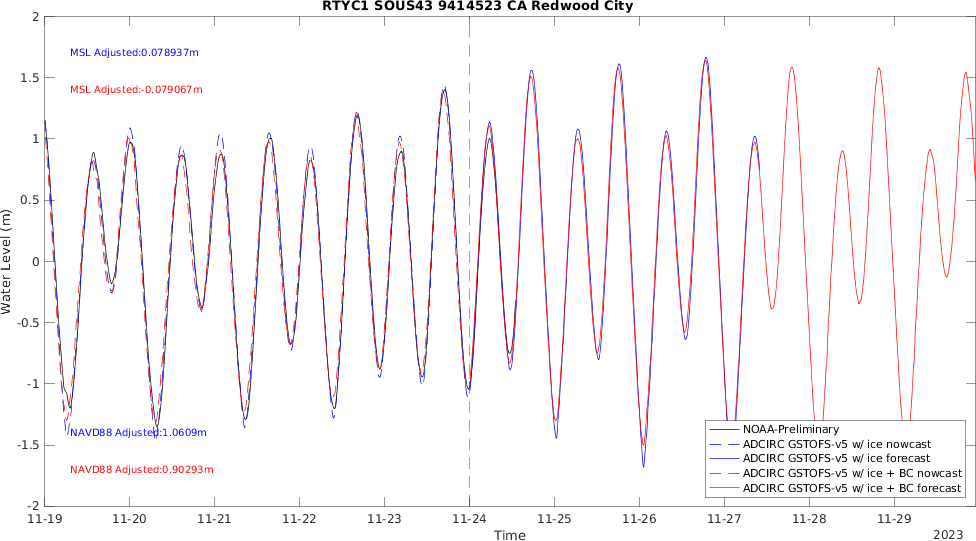 RTYC1 SOUS43 9414523 CA Redwood City
MSL Adjusted:0.078937m
MSL Adjusted:-0.079067m
NAVD88 Adjusted:1.0609m
NAVD88 Adjusted:0.90293m
Water Level (m)
2
1.5
1
0.5
0
-0.5
-1
-1.5
-2
NOAA-Preliminary
ADCIRC GSTOFS-v5 w/ ice nowcast
ADCIRC GSTOFS-v5 w/ ice forecast
ADCIRC GSTOFS-v5 w/ ice + BC nowcast
ADCIRC GSTOFS-v5 w/ ice + BC forecast
11-19 11-20 11-21 11-22 11-23 11-24 11-25 11-26 11-27 11-28 11-29
Time
2023